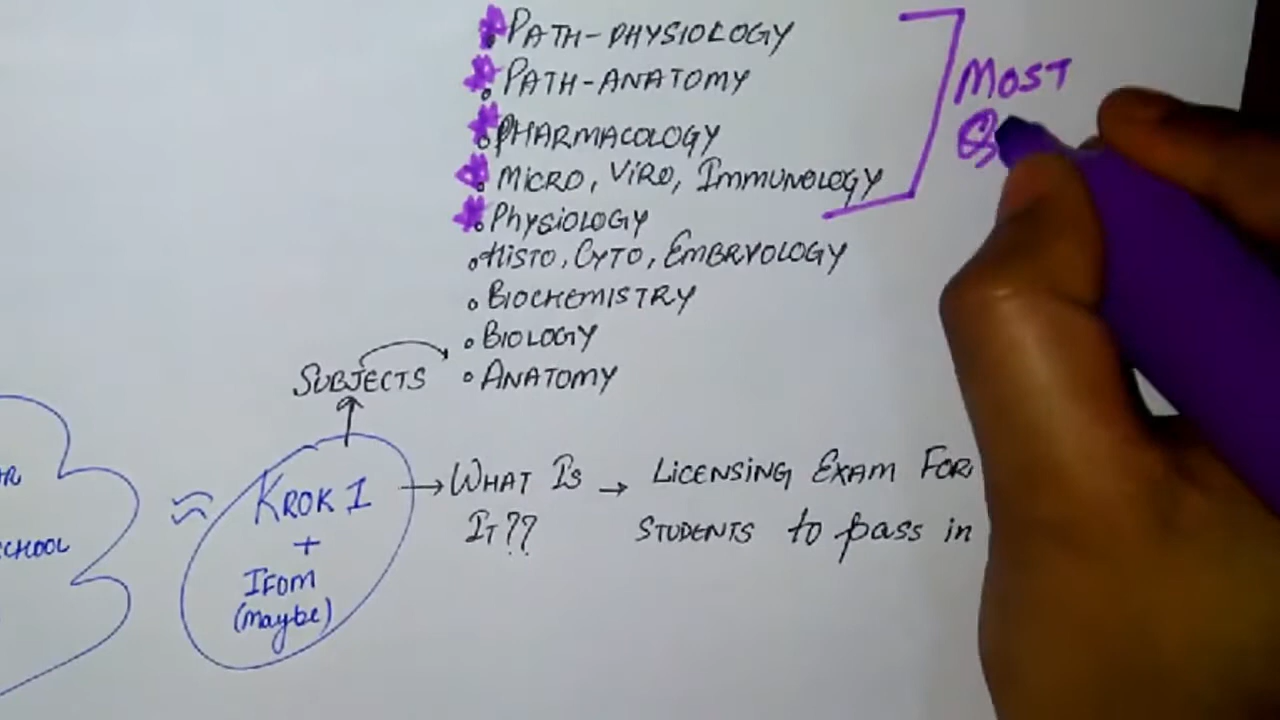 PATH-PHYSIOLOGY
PATH-ANATOMY
PHARMACOLOGY
MICRO, VIRO, IMMUNOLOGY
PHYSIOLOGY
HISTO, CYTO, EMBRYOLOGY
BIOCHEMISTRY
BIOLOGY
ANATOMY
MOST
SUBJECTS
KROK I
+
IFOM
(maybe)
WHAT IS
IT??
LICENSING EXAM FOR
STUDENTS to pass in
SCHOOL